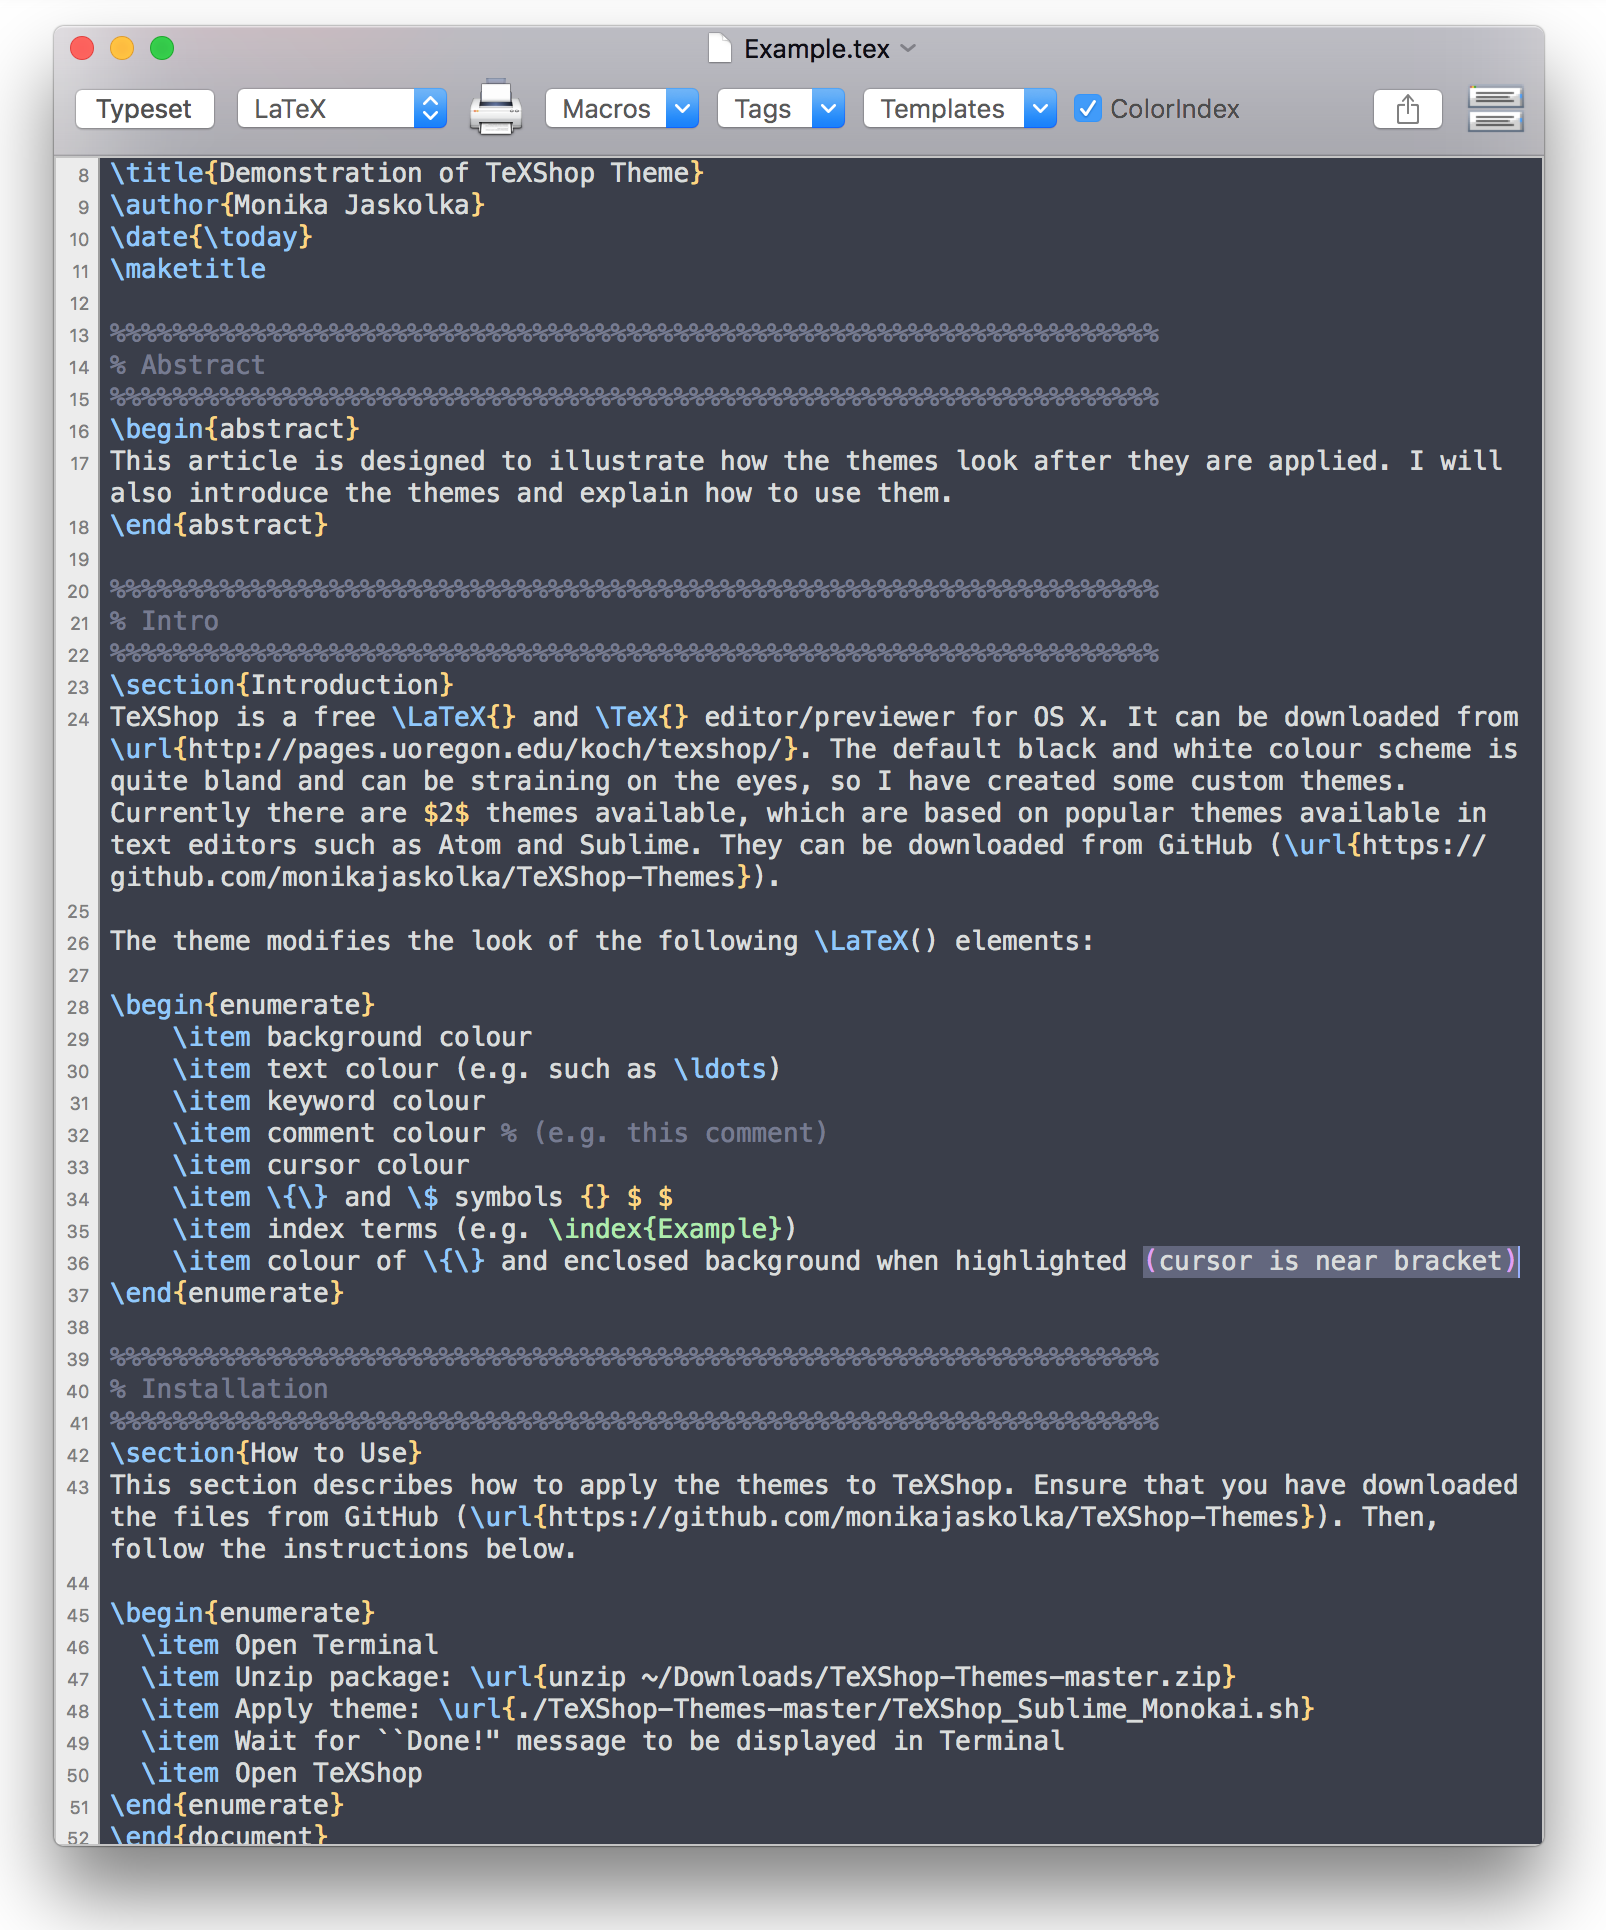 Example.tex
Typeset LaTeX Macros Tags Templates ColorIndex
8 \title{Demonstration of TeXShop Theme}
9 \author{Monika Jaskolka}
10 \date{\today}
11 \maketitle
12
13 %%%%%%%%%%%%%%%%%%%%%%%%%%%%%%%%%%%%%%%%%%%%%%%%%%%%%%%%%%%%%%%%%%%
14 % Abstract
15 %%%%%%%%%%%%%%%%%%%%%%%%%%%%%%%%%%%%%%%%%%%%%%%%%%%%%%%%%%%%%%%%%%%
16 \begin{abstract}
17 This article is designed to illustrate how the themes look after they are applied. I will
also introduce the themes and explain how to use them.
18 \end{abstract}
19
20 %%%%%%%%%%%%%%%%%%%%%%%%%%%%%%%%%%%%%%%%%%%%%%%%%%%%%%%%%%%%%%%%%%%
21 % Intro
22 %%%%%%%%%%%%%%%%%%%%%%%%%%%%%%%%%%%%%%%%%%%%%%%%%%%%%%%%%%%%%%%%%%%
23 \section{Introduction}
24 TeXShop is a free \LaTeX{} and \TeX{} editor/previewer for OS X. It can be downloaded from
\url{http://pages.uoregon.edu/koch/texshop/}. The default black and white colour scheme is
quite bland and can be straining on the eyes, so I have created some custom themes.
Currently there are $2$ themes available, which are based on popular themes available in
text editors such as Atom and Sublime. They can be downloaded from GitHub (\url{https://
github.com/monikajaskolka/TeXShop-Themes}).
25
26 The theme modifies the look of the following \LaTeX() elements:
27
28 \begin{enumerate}
29 \item background colour
30 \item text colour (e.g. such as \ldots)
31 \item keyword colour
32 \item comment colour % (e.g. this comment)
33 \item cursor colour
34 \item \{\} and \$ symbols {} $ $
35 \item index terms (e.g. \index{Example})
36 \item colour of \{\} and enclosed background when highlighted (cursor is near bracket)
37 \end{enumerate}
38
39 %%%%%%%%%%%%%%%%%%%%%%%%%%%%%%%%%%%%%%%%%%%%%%%%%%%%%%%%%%%%%%%%%%%
40 % Installation
41 %%%%%%%%%%%%%%%%%%%%%%%%%%%%%%%%%%%%%%%%%%%%%%%%%%%%%%%%%%%%%%%%%%%
42 \section{How to Use}
43 This section describes how to apply the themes to TeXShop. Ensure that you have downloaded
the files from GitHub (\url{https://github.com/monikajaskolka/TeXShop-Themes}). Then,
follow the instructions below.
44
45 \begin{enumerate}
46 \item Open Terminal
47 \item Unzip package: \url{unzip ~/Downloads/TeXShop-Themes-master.zip}
48 \item Apply theme: \url{./TeXShop-Themes-master/TeXShop_Sublime_Monokai.sh}
49 \item Wait for ``Done!" message to be displayed in Terminal
50 \item Open TeXShop
51 \end{enumerate}
52 \end{document}